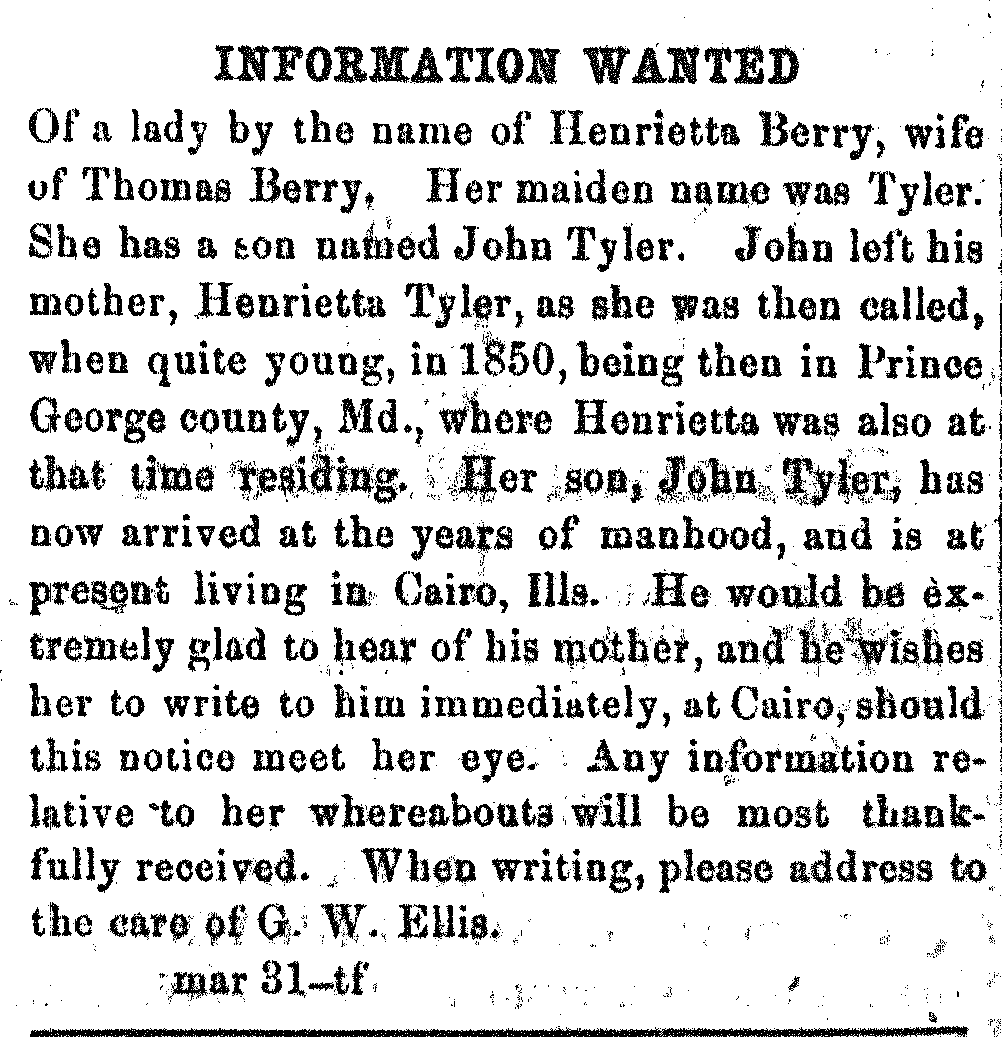 INFORMATION WANTED
Of a lady by the name of Henrietta Berry, wife
of Thomas Berry. Her maiden name was Tyler.
She has a son named John Tyler. John left his
mother, Henrietta Tyler, as she was then called,
when quite young, in 1850, being then in Prince
George county, Md., where Henrietta was also at
that time residing. Her son, John Tyler, has
now arrived at the years of manhood, and is at
present living in Cairo, Ills. He would be ex-
tremely glad to hear of his mother, and he wishes
her to write to him immediately, at Cairo, should
this notice meet her eye. Any information re-
lative to her whereabouts will be most thank-
fully received. When writing, please address to
the care of G. W. Ellis.
mar 31–tf